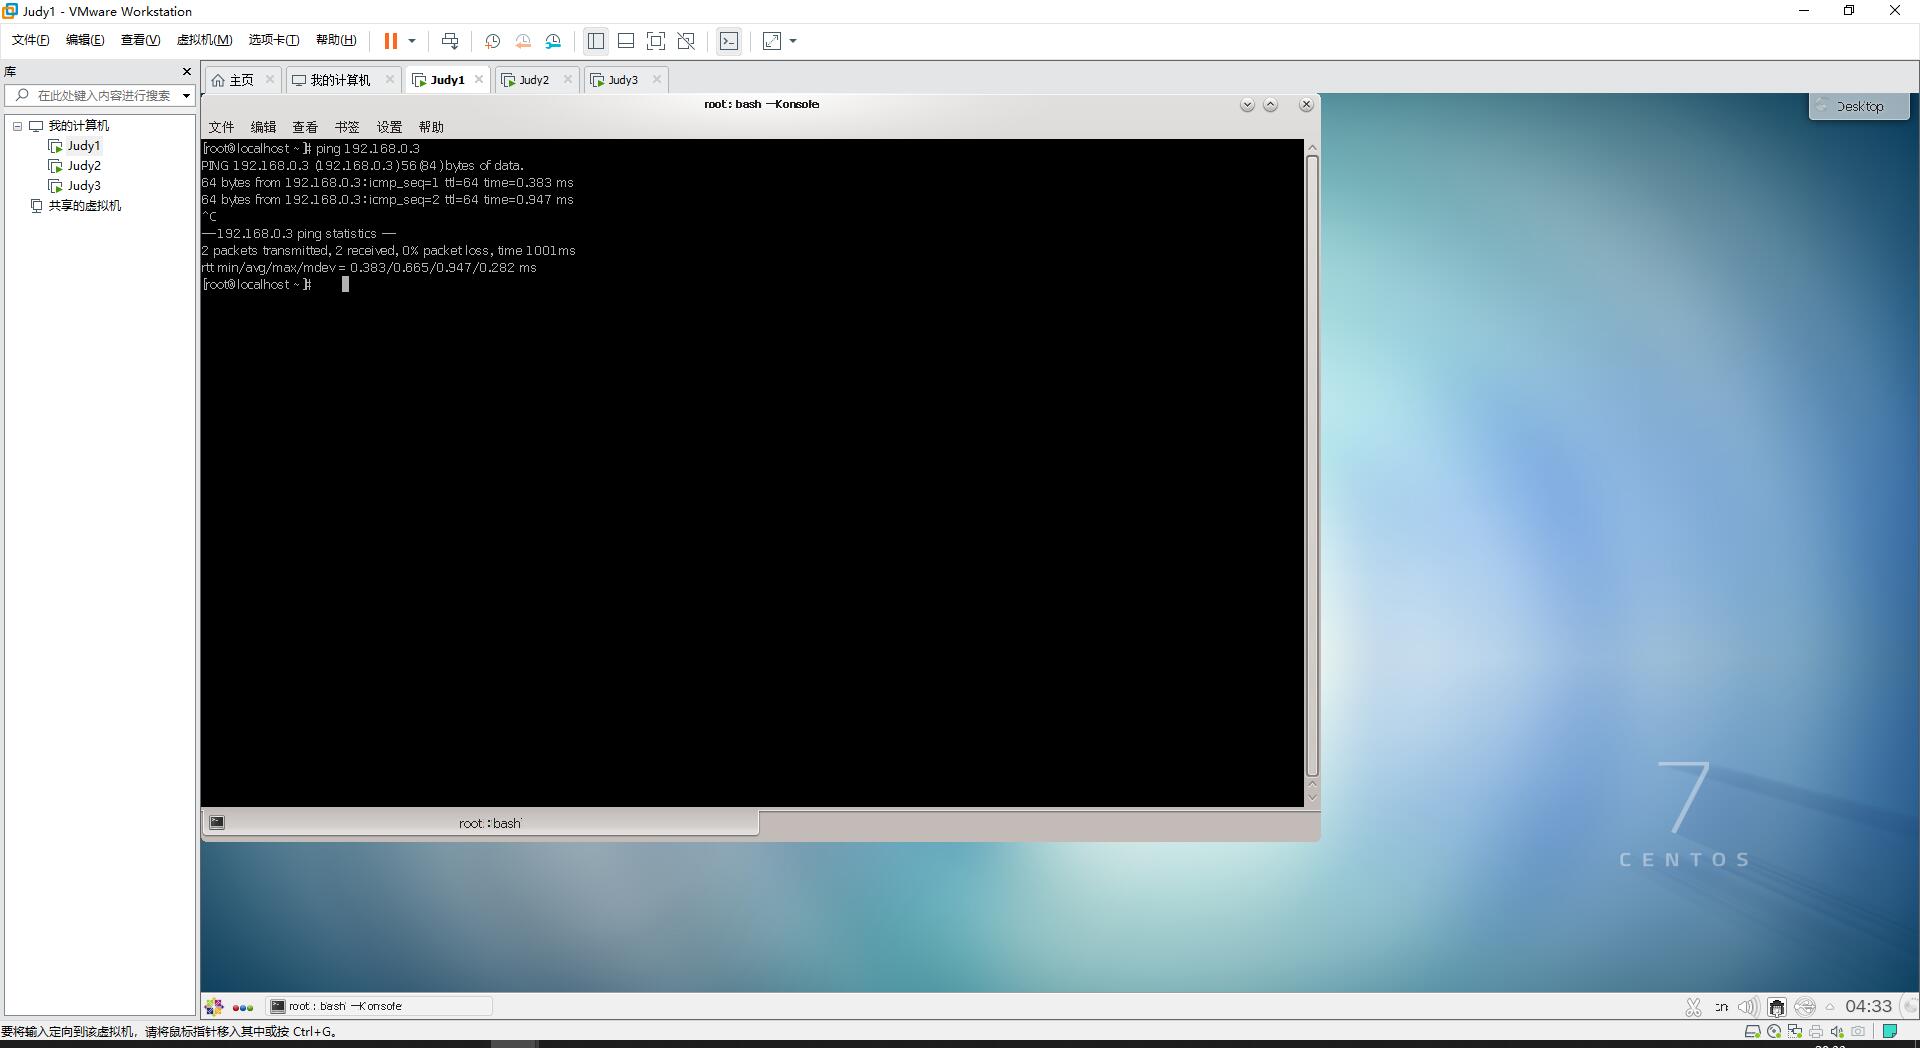 Judy1 - VMware Workstation
文件(F) 编辑(E) 查看(V) 虚拟机(M) 选项卡(T) 帮助(H)
库
在此处键入内容进行搜索
我的计算机
Judy1
Judy2
Judy3
共享的虚拟机
主页 我的计算机 Judy1 Judy2 Judy3
root : bash — Konsole
Desktop
文件 编辑 查看 书签 设置 帮助
[root@localhost ~]# ping 192.168.0.3
PING 192.168.0.3 (192.168.0.3) 56(84) bytes of data.
64 bytes from 192.168.0.3: icmp_seq=1 ttl=64 time=0.383 ms
64 bytes from 192.168.0.3: icmp_seq=2 ttl=64 time=0.947 ms
^C
--- 192.168.0.3 ping statistics ---
2 packets transmitted, 2 received, 0% packet loss, time 1001ms
rtt min/avg/max/mdev = 0.383/0.665/0.947/0.282 ms
[root@localhost ~]#
root : bash
7
CENTOS
root : bash — Konsole
04:33
要将输入定向到该虚拟机，请将鼠标指针移入其中或按 Ctrl+G。